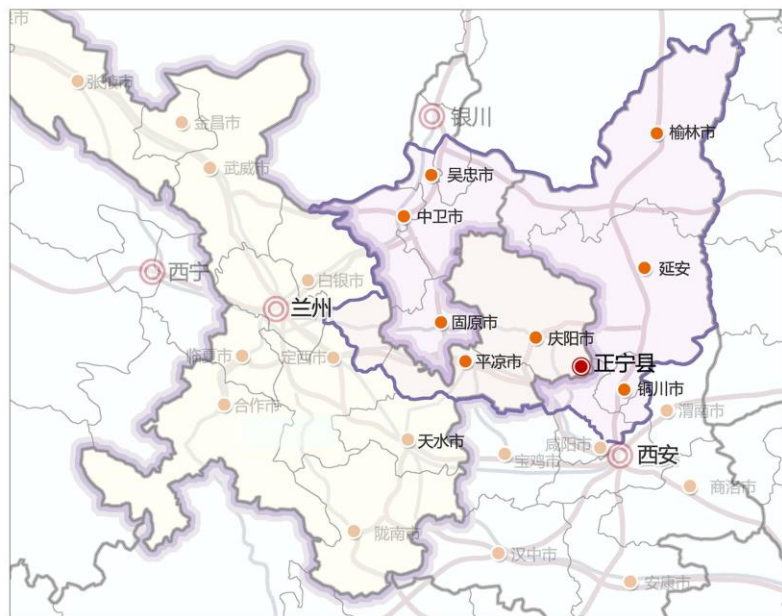 张掖市
金昌市
银川
榆林市
武威市
吴忠市
中卫市
西宁
白银市
延安
兰州
固原市
庆阳市
临夏市
定西市
平凉市
正宁县
铜川市
合作市
渭南市
天水市
咸阳市
宝鸡市
西安
商洛市
陇南市
汉中市
安康市